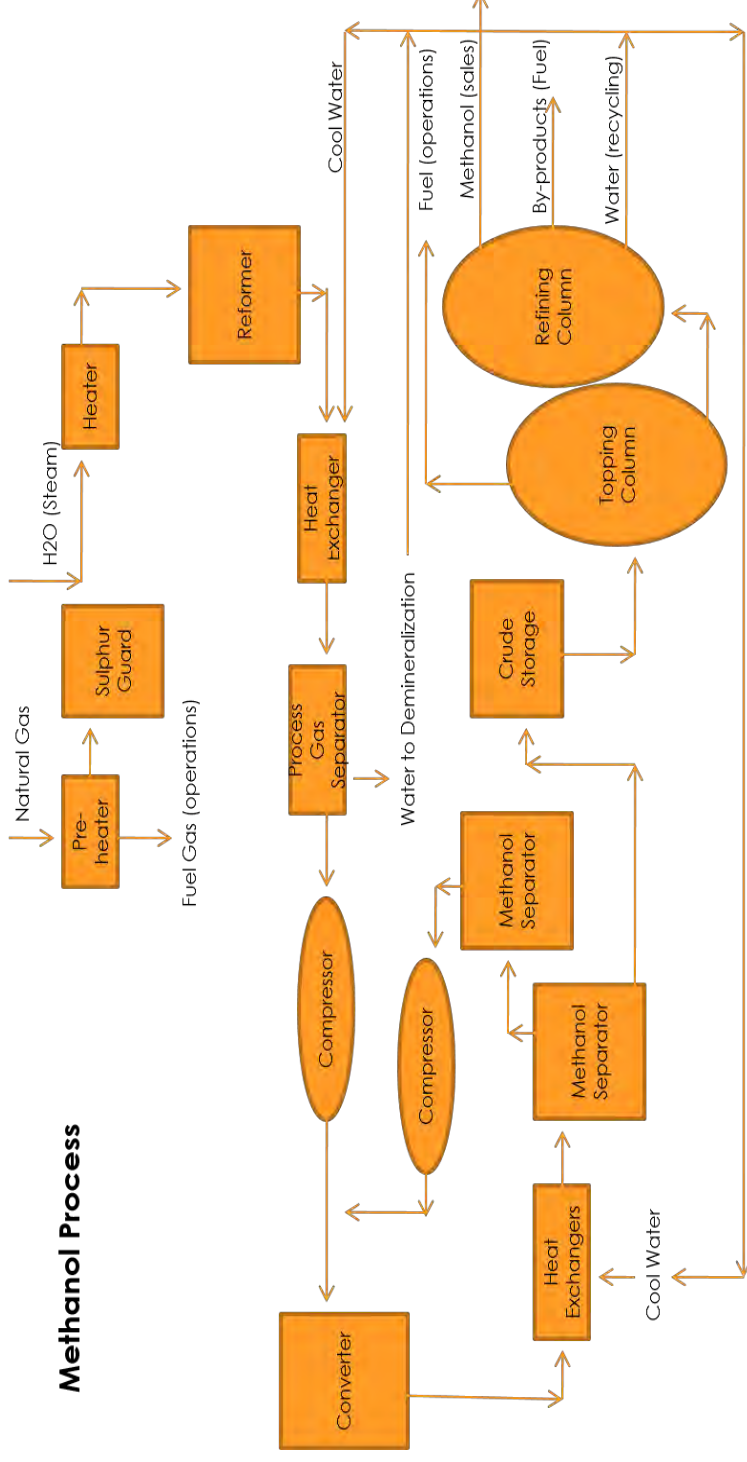 Methanol Process
Natural Gas
H2O (Steam)
Pre-
heater
Sulphur
Guard
Heater
Fuel Gas (operations)
Reformer
Cool Water
Converter
Compressor
Process
Gas
Separator
Heat
Exchanger
Water to Demineralization
Fuel (operations)
Compressor
Methanol
Separator
Crude
Storage
Methanol (sales)
Refining
Column
By-products (Fuel)
Heat
Exchangers
Methanol
Separator
Topping
Column
Water (recycling)
Cool Water